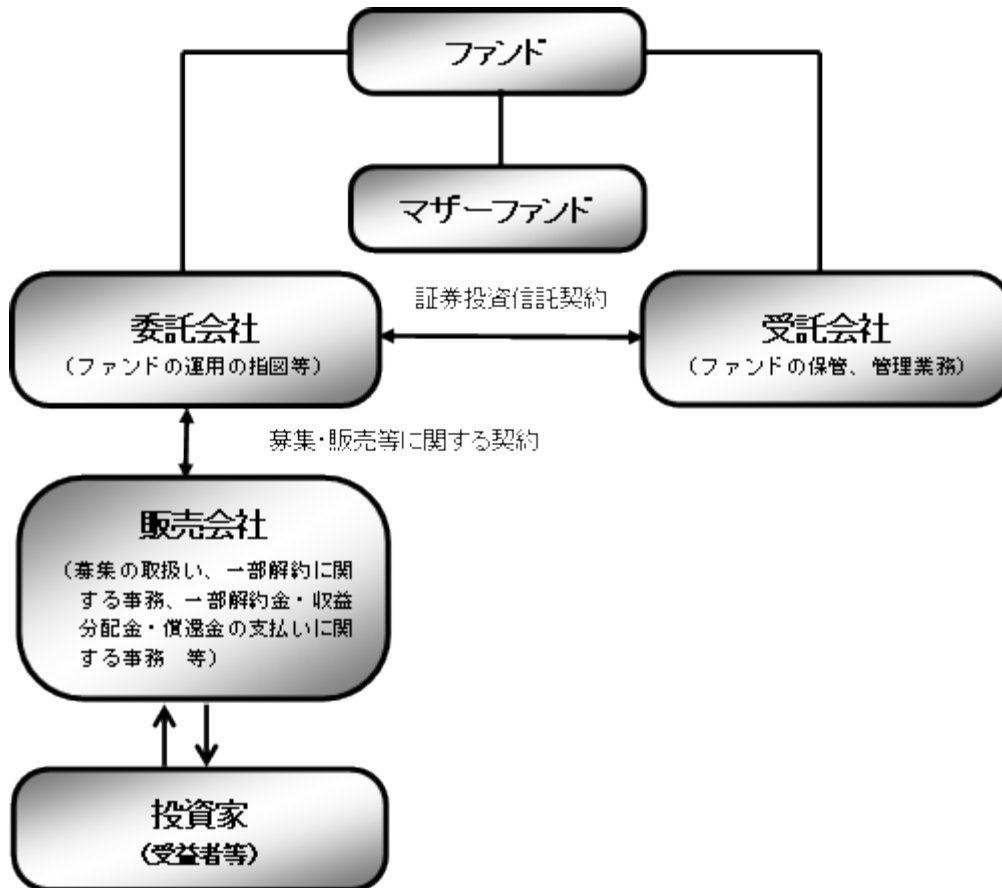 ファンド
マザーファンド
証券投資信託契約
委託会社
（ファンドの運用の指図等）
受託会社
（ファンドの保管、管理業務）
募集・販売等に関する契約
販売会社
（募集の取扱い、一部解約に関
する事務、一部解約金・収益
分配金・償還金の支払いに関
する事務　等）
投資家
（受益者等）